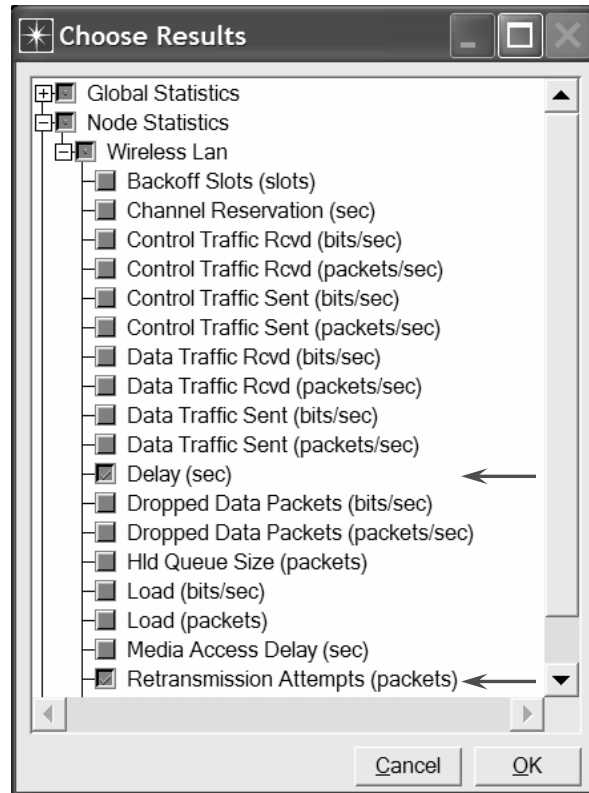 Choose Results
Global Statistics
Node Statistics
Wireless Lan
Backoff Slots (slots)
Channel Reservation (sec)
Control Traffic Rcvd (bits/sec)
Control Traffic Rcvd (packets/sec)
Control Traffic Sent (bits/sec)
Control Traffic Sent (packets/sec)
Data Traffic Rcvd (bits/sec)
Data Traffic Rcvd (packets/sec)
Data Traffic Sent (bits/sec)
Data Traffic Sent (packets/sec)
Delay (sec)
Dropped Data Packets (bits/sec)
Dropped Data Packets (packets/sec)
Hld Queue Size (packets)
Load (bits/sec)
Load (packets)
Media Access Delay (sec)
Retransmission Attempts (packets)
Cancel OK